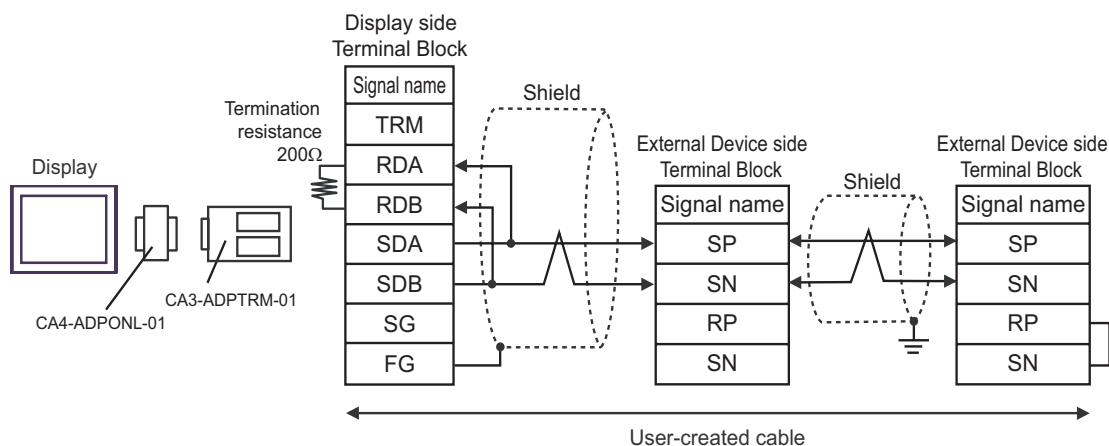 Display side
Terminal Block
Signal name
TRM
RDA
RDB
SDA
SDB
SG
FG
Termination
resistance
200Ω
Display
CA4-ADPONL-01
CA3-ADPTRM-01
Shield
External Device side
Terminal Block
Signal name
SP
SN
RP
SN
Shield
External Device side
Terminal Block
Signal name
SP
SN
RP
SN
User-created cable